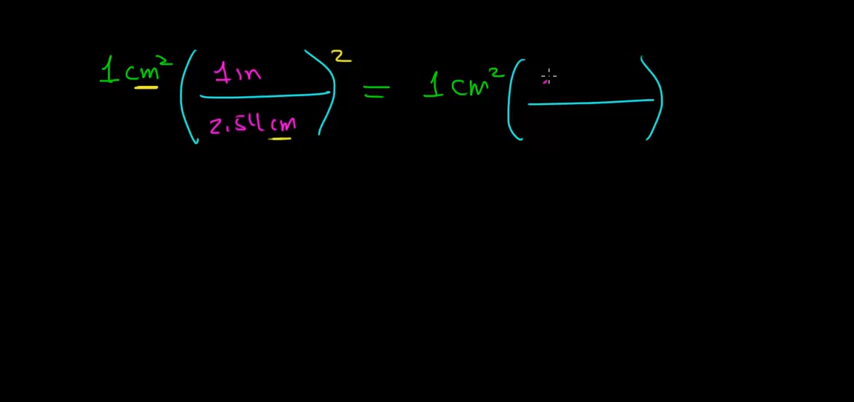 1 cm² (1 in / 2.54 cm)² = 1 cm² ( / )